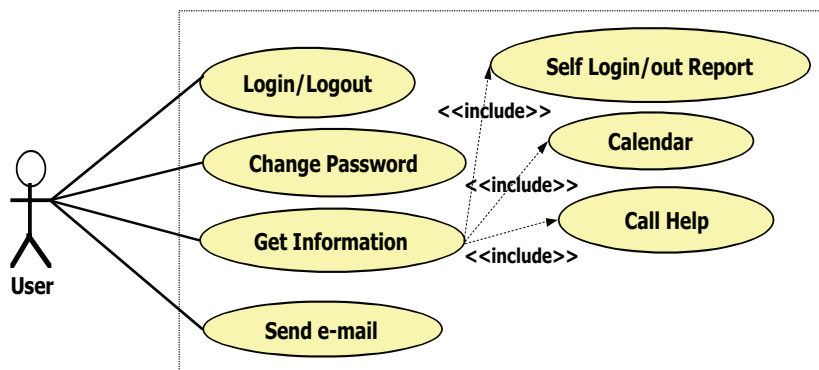 Login/Logout
Self Login/out Report
<<include>>
Calendar
Change Password
<<include>>
Call Help
Get Information
<<include>>
User
Send e-mail